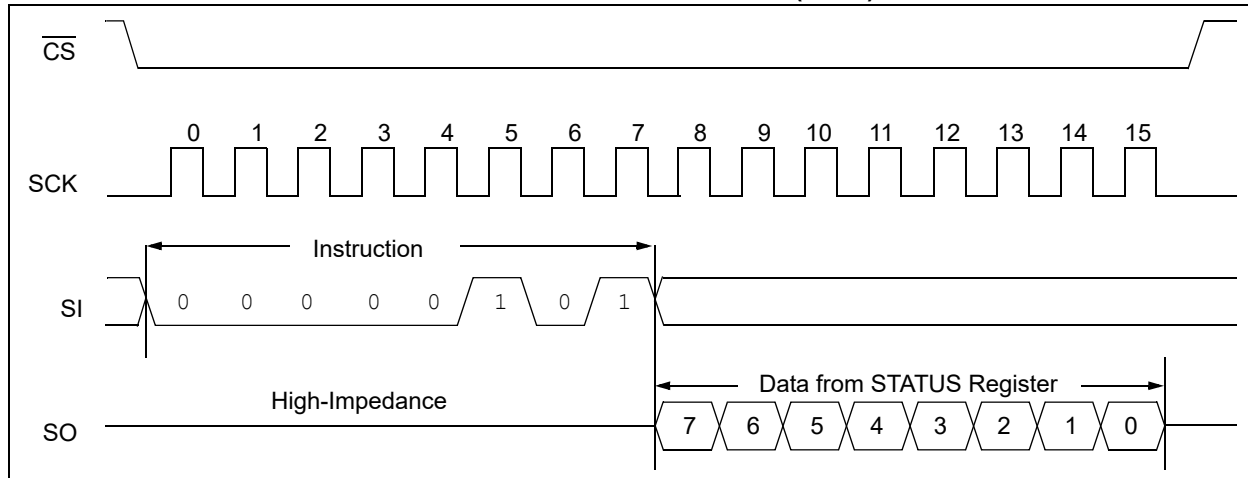 CS
0 1 2 3 4 5 6 7 8 9 10 11 12 13 14 15
SCK
Instruction
SI 0 0 0 0 0 1 0 1
Data from STATUS Register
High-Impedance
SO 7 6 5 4 3 2 1 0